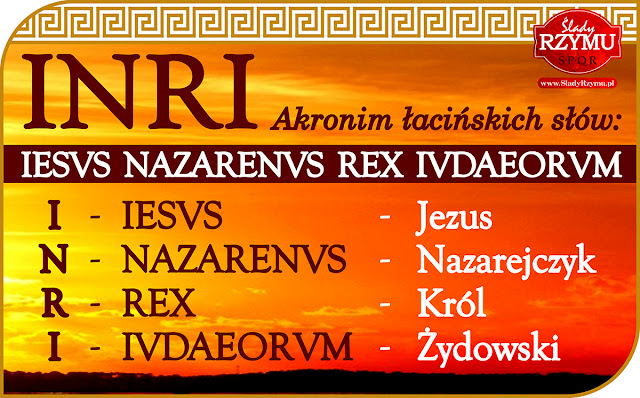 Ślady
RZYMU
SPQR
www.SladyRzymu.pl
INRI Akronim łacińskich słów:
IESVS NAZARENVS REX IVDAEORVM
I - IESVS - Jezus
N - NAZARENVS - Nazarejczyk
R - REX - Król
I - IVDAEORVM - Żydowski